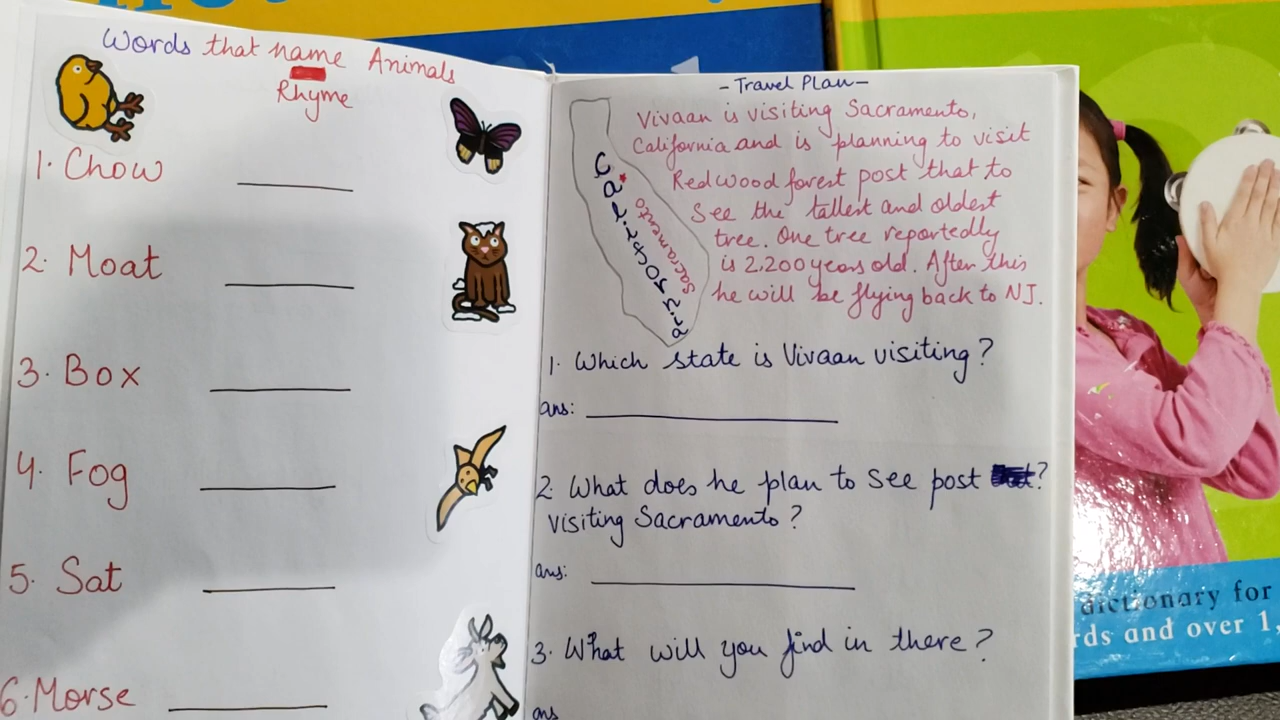 Words that name Animals
Rhyme
1. Chow
2. Moat
3. Box
4. Fog
5. Sat
6. Morse
- Travel Plan -
Vivaan is visiting Sacramento,
California and is planning to visit
Redwood forest post that to
See the tallest and oldest
tree. One tree reportedly
is 2,200 years old. After this
he will be flying back to NJ.
California
Sacramento
1. Which state is Vivaan visiting?
ans:
2 What does he plan to see post ?
visiting Sacramento?
ans:
3. What will you find in there?
ans
dictionary for
rds and over 1,